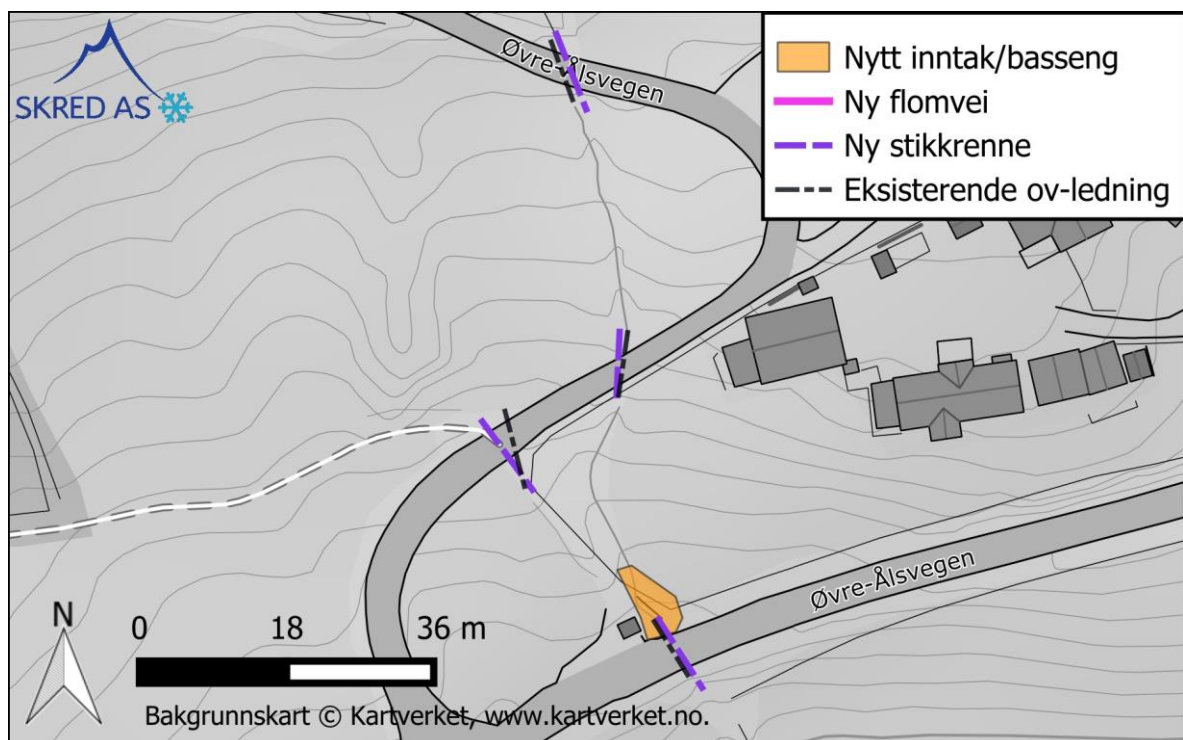 SKRED AS
Øvre-Ålsvegen
Nytt inntak/basseng
Ny flomvei
Ny stikkrenne
Eksisterende ov-ledning
Øvre-Ålsvegen
N
0 18 36 m
Bakgrunnskart © Kartverket, www.kartverket.no.